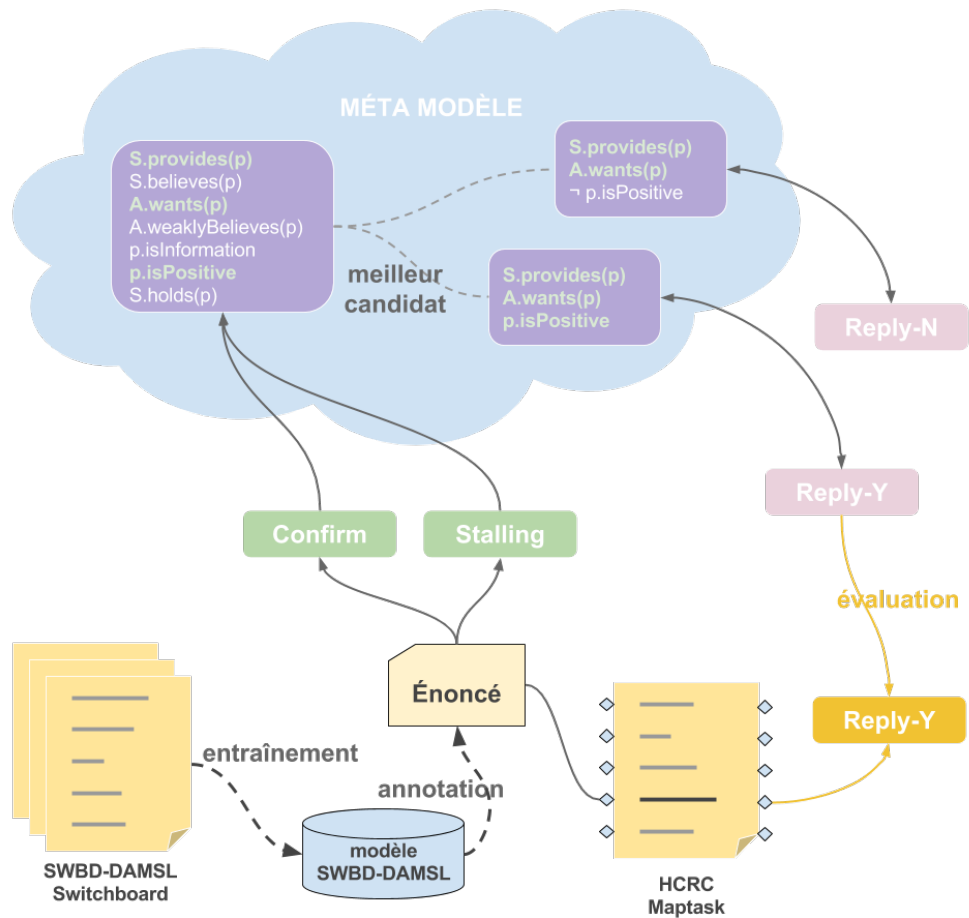 MÉTA MODÈLE
S.provides(p)
S.believes(p)
A.wants(p)
A.weaklyBelieves(p)
p.isInformation
p.isPositive
S.holds(p)
S.provides(p)
A.wants(p)
¬ p.isPositive
meilleur
candidat
S.provides(p)
A.wants(p)
p.isPositive
Reply-N
Reply-Y
Confirm
Stalling
évaluation
Énoncé
Reply-Y
entraînement
annotation
modèle
SWBD-DAMSL
SWBD-DAMSL
Switchboard
HCRC
Maptask